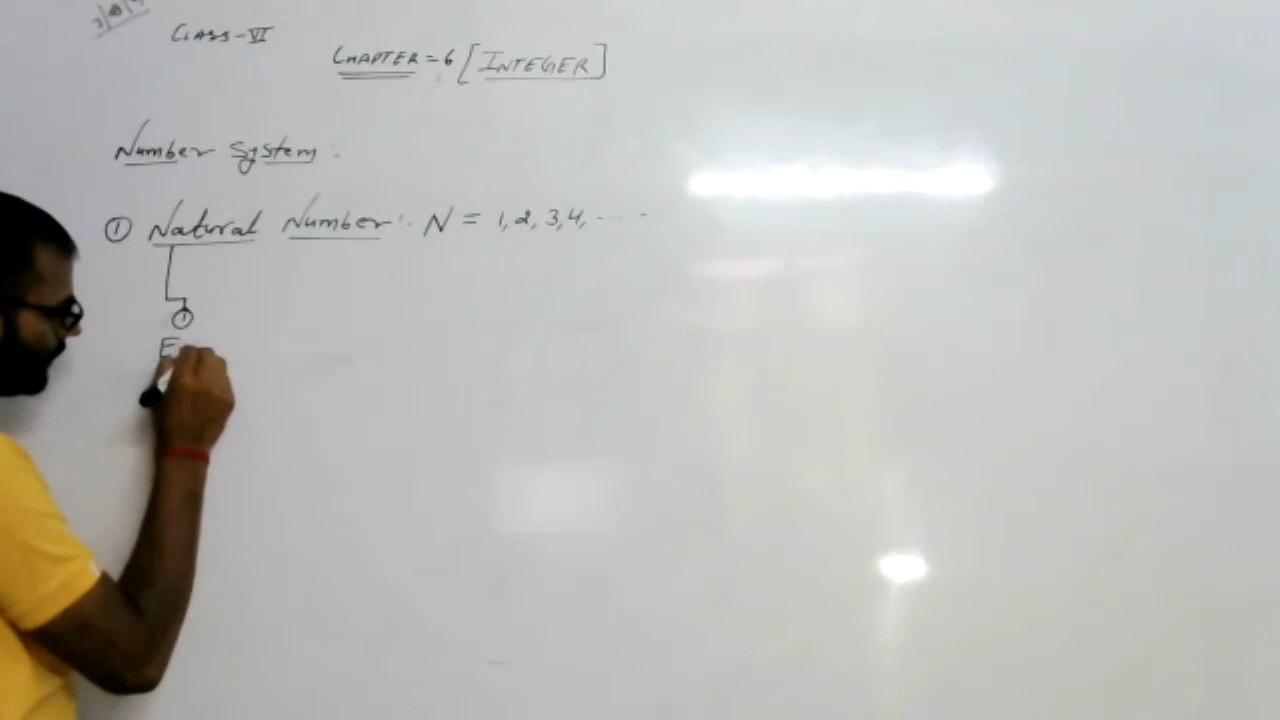 CLASS-VI
CHAPTER = 6 [INTEGER]
Number System :
① Natural Number :- N = 1, 2, 3, 4, ......
①
E